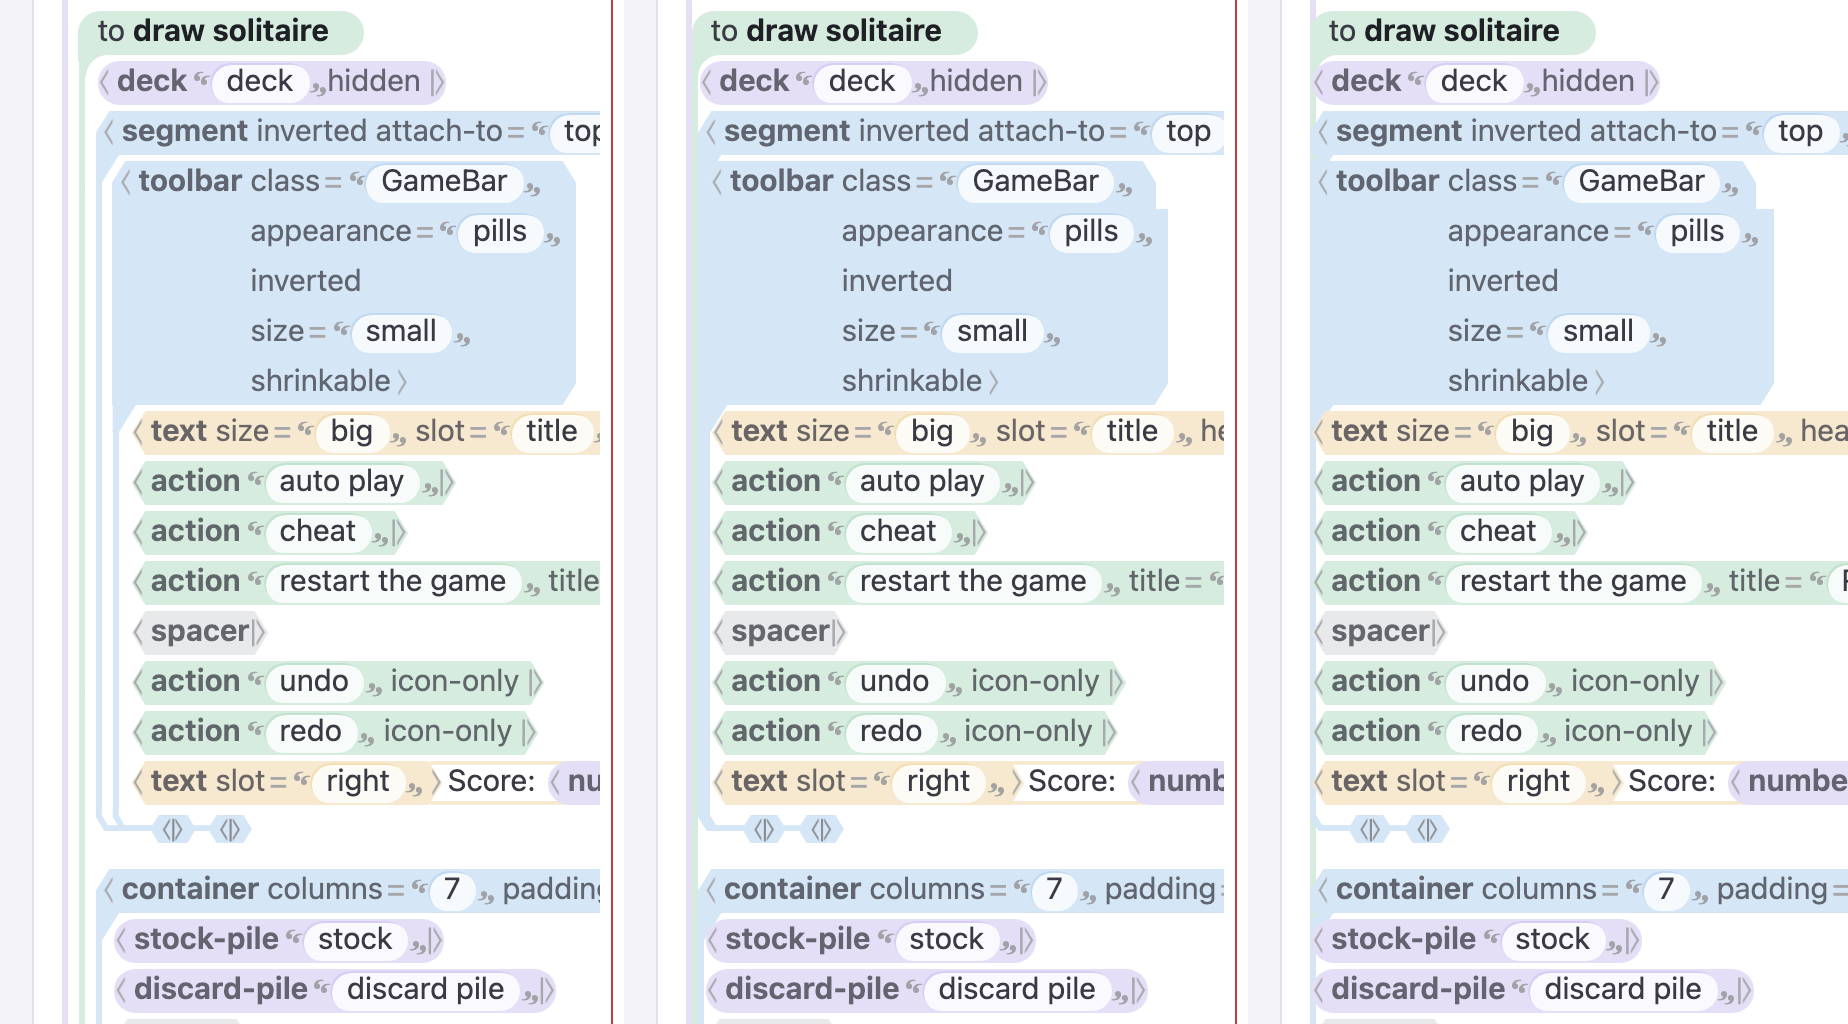 to draw solitaire
⟨ deck “ deck „ hidden |⟩
⟨ segment inverted attach-to = “ top
⟨ toolbar class = “ GameBar „
appearance = “ pills „
inverted
size = “ small „
shrinkable ⟩
⟨ text size = “ big „ slot = “ title „
⟨ action “ auto play „|⟩
⟨ action “ cheat „|⟩
⟨ action “ restart the game „ title
⟨ spacer |⟩
⟨ action “ undo „ icon-only |⟩
⟨ action “ redo „ icon-only |⟩
⟨ text slot = “ right „ ⟩ Score: ⟨ nu
⟨|⟩ ⟨|⟩
⟨ container columns = “ 7 „ padding
⟨ stock-pile “ stock „|⟩
⟨ discard-pile “ discard pile „|⟩
to draw solitaire
⟨ deck “ deck „ hidden |⟩
⟨ segment inverted attach-to = “ top
⟨ toolbar class = “ GameBar „
appearance = “ pills „
inverted
size = “ small „
shrinkable ⟩
⟨ text size = “ big „ slot = “ title „ he
⟨ action “ auto play „|⟩
⟨ action “ cheat „|⟩
⟨ action “ restart the game „ title = “
⟨ spacer |⟩
⟨ action “ undo „ icon-only |⟩
⟨ action “ redo „ icon-only |⟩
⟨ text slot = “ right „ ⟩ Score: ⟨ numb
⟨|⟩ ⟨|⟩
⟨ container columns = “ 7 „ padding =
⟨ stock-pile “ stock „|⟩
⟨ discard-pile “ discard pile „|⟩
to draw solitaire
⟨ deck “ deck „ hidden |⟩
⟨ segment inverted attach-to = “ top „
⟨ toolbar class = “ GameBar „
appearance = “ pills „
inverted
size = “ small „
shrinkable ⟩
⟨ text size = “ big „ slot = “ title „ hea
⟨ action “ auto play „|⟩
⟨ action “ cheat „|⟩
⟨ action “ restart the game „ title = “
⟨ spacer |⟩
⟨ action “ undo „ icon-only |⟩
⟨ action “ redo „ icon-only |⟩
⟨ text slot = “ right „ ⟩ Score: ⟨ numbe
⟨|⟩ ⟨|⟩
⟨ container columns = “ 7 „ padding =
⟨ stock-pile “ stock „|⟩
⟨ discard-pile “ discard pile „|⟩